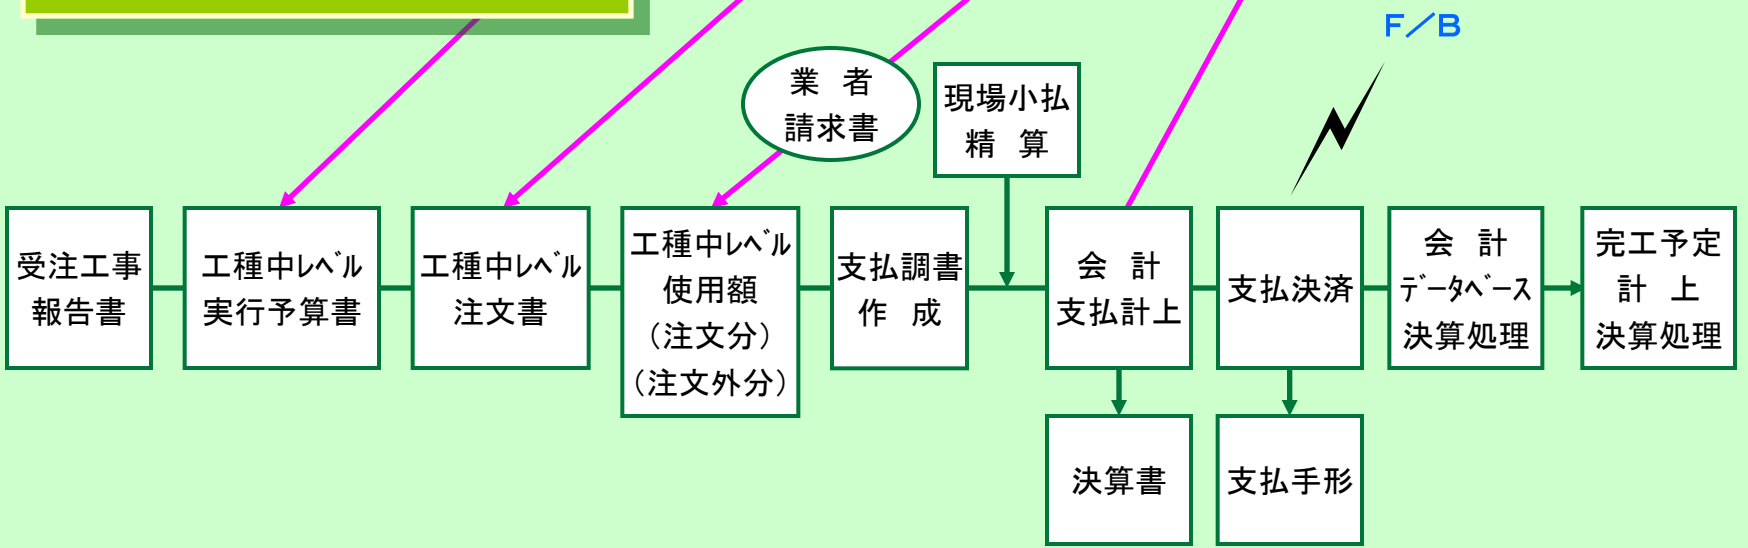 F/B
業 者
請求書
現場小払
精 算
受注工事
報告書
工種中ﾚﾍﾞﾙ
実行予算書
工種中ﾚﾍﾞﾙ
注文書
工種中ﾚﾍﾞﾙ
使用額
（注文分）
（注文外分）
支払調書
作 成
会 計
支払計上
支払決済
会 計
ﾃﾞｰﾀﾍﾞｰｽ
決算処理
完工予定
計 上
決算処理
決算書
支払手形